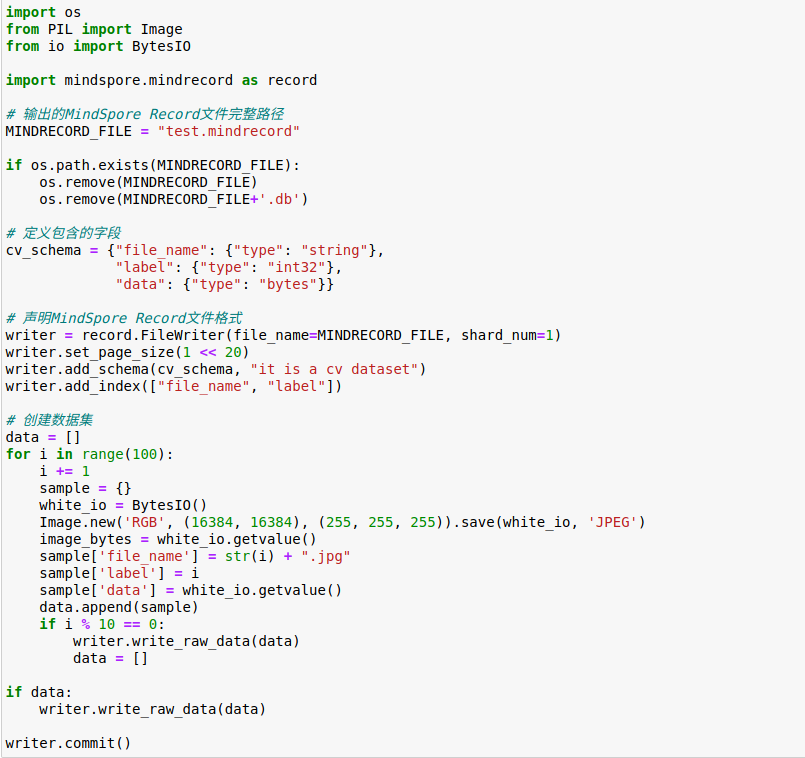 import os
from PIL import Image
from io import BytesIO

import mindspore.mindrecord as record

# 输出的MindSpore Record文件完整路径
MINDRECORD_FILE = "test.mindrecord"

if os.path.exists(MINDRECORD_FILE):
    os.remove(MINDRECORD_FILE)
    os.remove(MINDRECORD_FILE+'.db')

# 定义包含的字段
cv_schema = {"file_name": {"type": "string"},
             "label": {"type": "int32"},
             "data": {"type": "bytes"}}

# 声明MindSpore Record文件格式
writer = record.FileWriter(file_name=MINDRECORD_FILE, shard_num=1)
writer.set_page_size(1 << 20)
writer.add_schema(cv_schema, "it is a cv dataset")
writer.add_index(["file_name", "label"])

# 创建数据集
data = []
for i in range(100):
    i += 1
    sample = {}
    white_io = BytesIO()
    Image.new('RGB', (16384, 16384), (255, 255, 255)).save(white_io, 'JPEG')
    image_bytes = white_io.getvalue()
    sample['file_name'] = str(i) + ".jpg"
    sample['label'] = i
    sample['data'] = white_io.getvalue()
    data.append(sample)
    if i % 10 == 0:
        writer.write_raw_data(data)
        data = []

if data:
    writer.write_raw_data(data)

writer.commit()